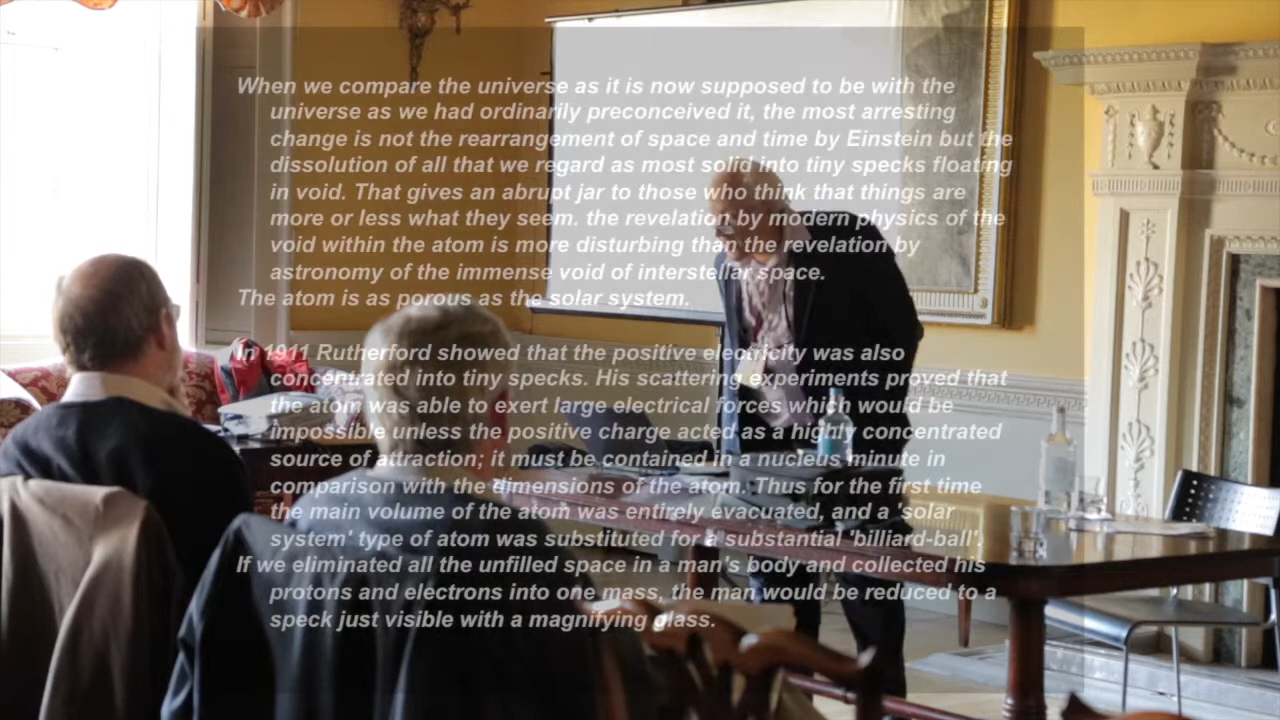 When we compare the universe as it is now supposed to be with the
universe as we had ordinarily preconceived it, the most arresting
change is not the rearrangement of space and time by Einstein but the
dissolution of all that we regard as most solid into tiny specks floating
in void. That gives an abrupt jar to those who think that things are
more or less what they seem. the revelation by modern physics of the
void within the atom is more disturbing than the revelation by
astronomy of the immense void of interstellar space.
The atom is as porous as the solar system.
In 1911 Rutherford showed that the positive electricity was also
concentrated into tiny specks. His scattering experiments proved that
the atom was able to exert large electrical forces which would be
impossible unless the positive charge acted as a highly concentrated
source of attraction; it must be contained in a nucleus minute in
comparison with the dimensions of the atom. Thus for the first time
the main volume of the atom was entirely evacuated, and a 'solar
system' type of atom was substituted for a substantial 'billiard-ball'.
If we eliminated all the unfilled space in a man's body and collected his
protons and electrons into one mass, the man would be reduced to a
speck just visible with a magnifying glass.